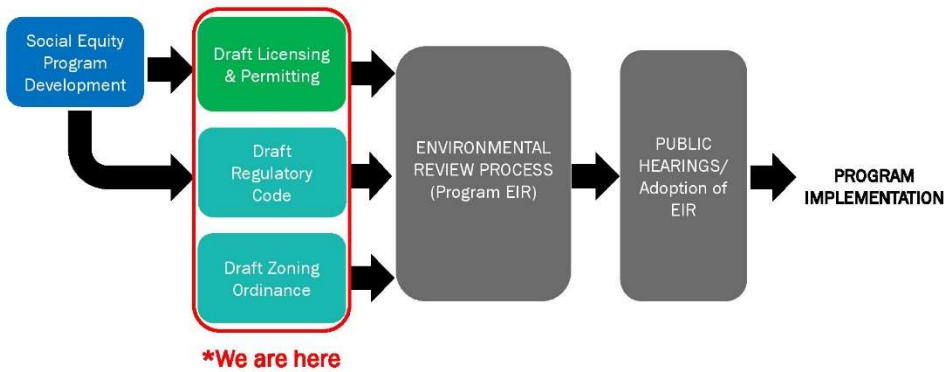 Social Equity
Program
Development
Draft Licensing
& Permitting
Draft
Regulatory
Code
Draft Zoning
Ordinance
*We are here
ENVIRONMENTAL
REVIEW PROCESS
(Program EIR)
PUBLIC
HEARINGS/
Adoption of
EIR
PROGRAM
IMPLEMENTATION